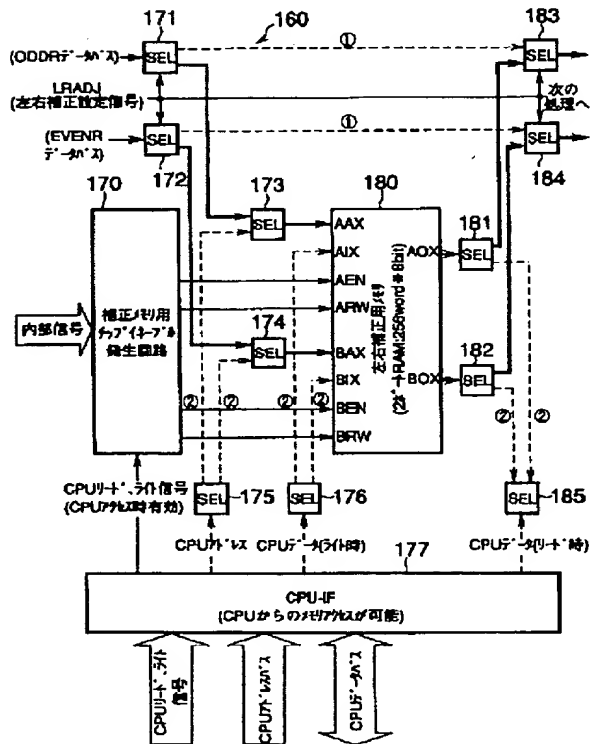 171
160
183
(ODDRデータバス)
SEL
①
SEL
LRADJ
(左右補正設定信号)
次の
処理へ
(EVENR
データバス)
SEL
①
SEL
172
184
170
173
180
SEL
AAX
AIX
AEN
ARW
BAX
BIX
BEN
BRW
AOX
BOX
左右補正用メモリ
(2ポートRAM:256word*8bit)
181
SEL
174
SEL
182
SEL
内部信号
補正メモリ用
チップイネーブル
発生回路
②
②
②
②
②
②
CPUリード、ライト信号
(CPUアクセス時有効)
SEL
175
SEL
176
SEL
185
CPUアドレス
CPUデータ(ライト時)
CPUデータ(リード時)
177
CPU-IF
(CPUからのメモリアクセスが可能)
CPUリード、ライト
信号
CPUアドレスバス
CPUデータバス